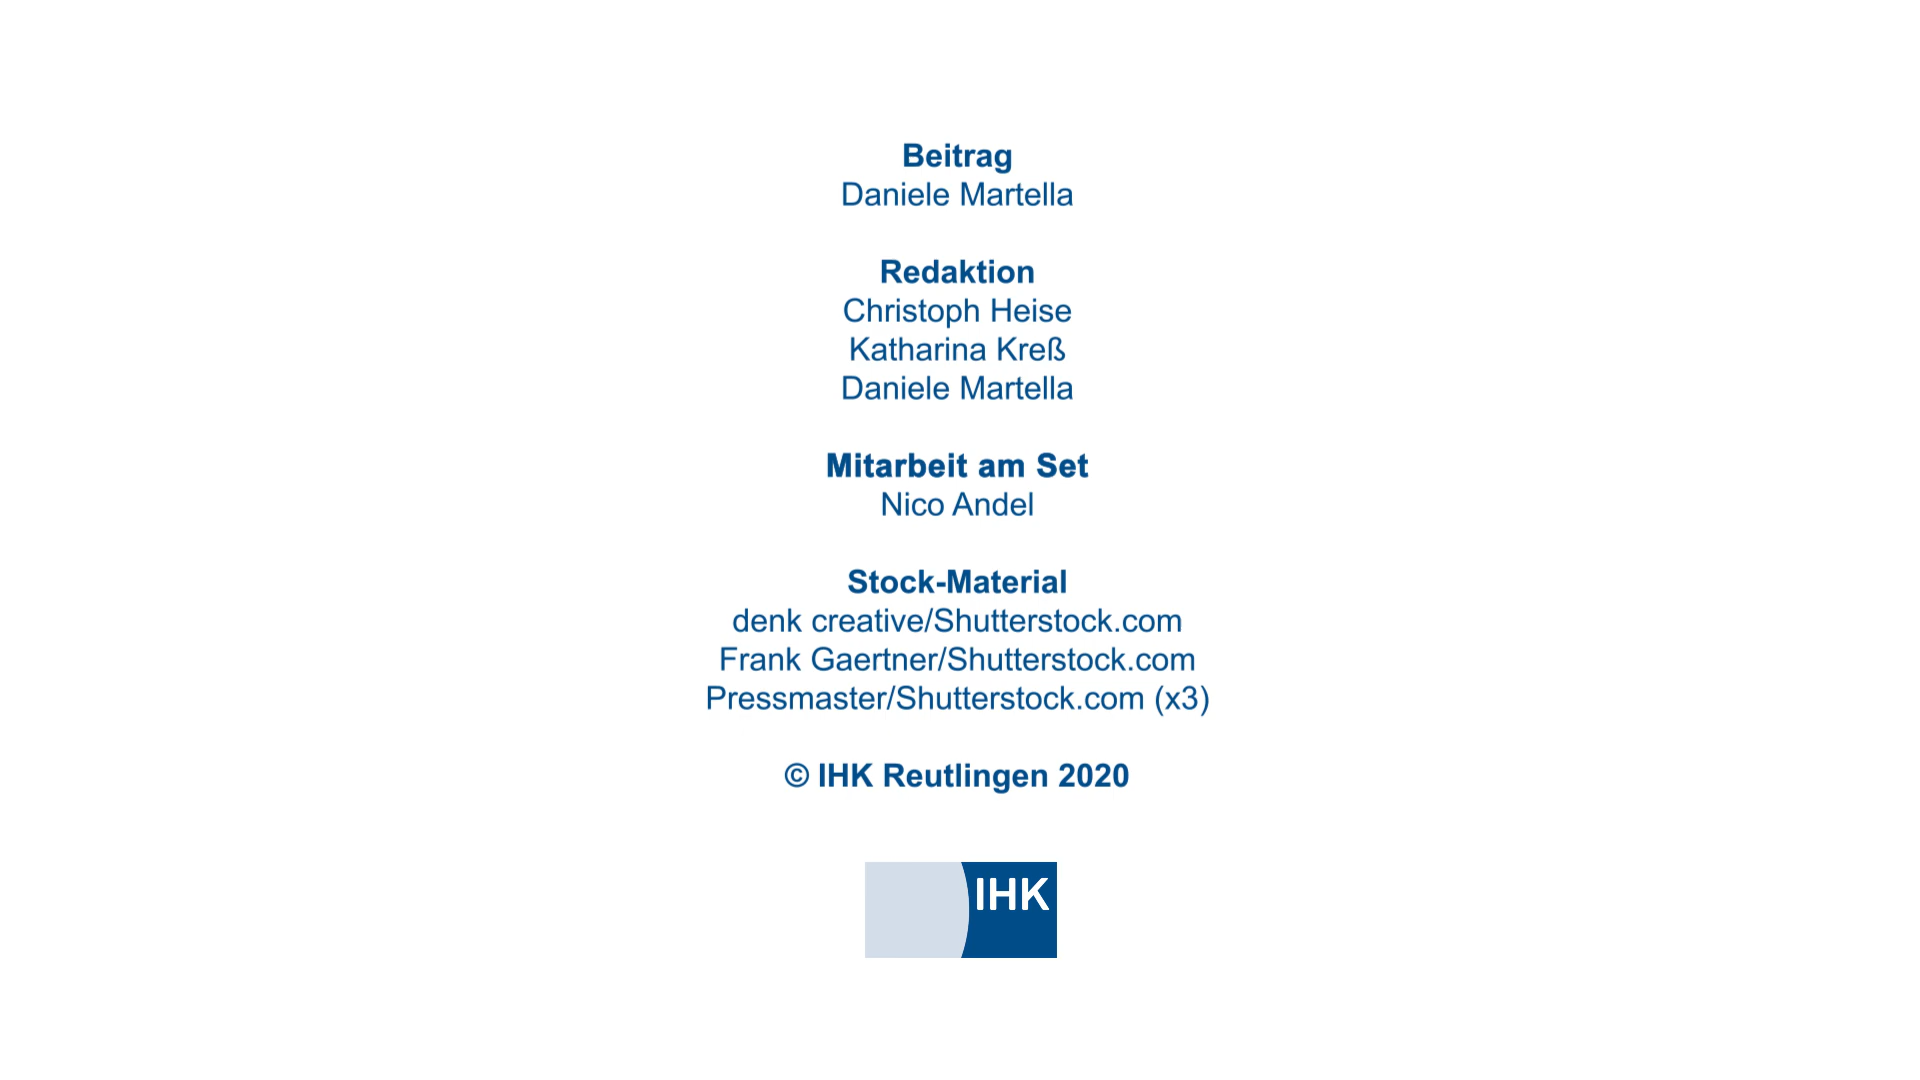 Beitrag
Daniele Martella
Redaktion
Christoph Heise
Katharina Kreß
Daniele Martella
Mitarbeit am Set
Nico Andel
Stock-Material
denk creative/Shutterstock.com
Frank Gaertner/Shutterstock.com
Pressmaster/Shutterstock.com (x3)
© IHK Reutlingen 2020
IHK